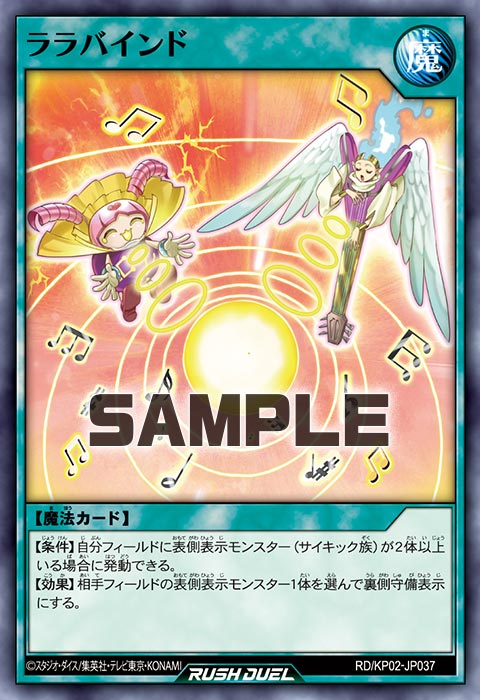 ララバインド
魔
SAMPLE
【魔法カード】
【条件】自分フィールドに表側表示モンスター(サイキック族)が2体以上
いる場合に発動できる。
【効果】相手フィールドの表側表示モンスター1体を選んで裏側守備表示
にする。
©スタジオ・ダイス/集英社・テレビ東京・KONAMI
RUSH DUEL
RD/KP02-JP037